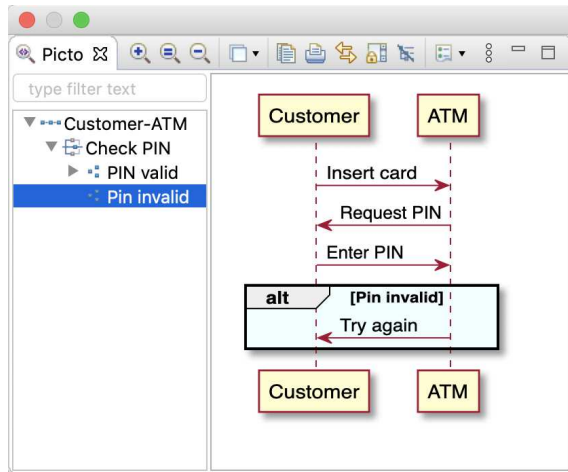 Picto
type filter text
Customer-ATM
Check PIN
PIN valid
Pin invalid
Customer ATM
Insert card
Request PIN
Enter PIN
alt [Pin invalid]
Try again
Customer ATM